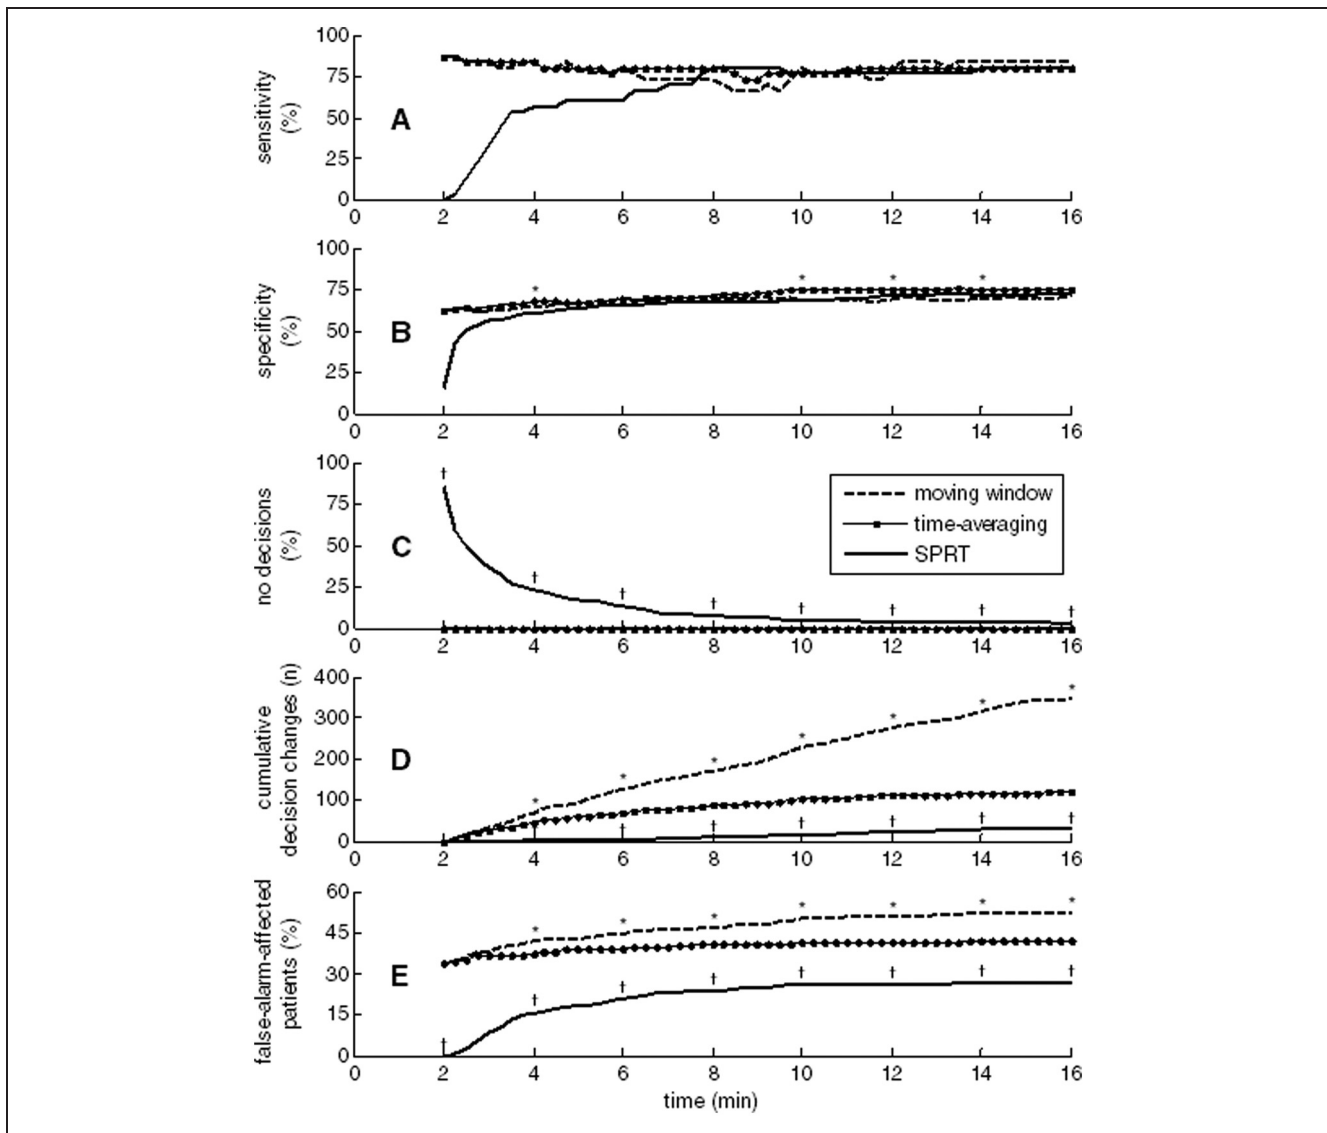 100
75
50
25
0
sensitivity
(%)
A
0 2 4 6 8 10 12 14 16
100
75
50
25
0
specificity
(%)
B
* * * *
0 2 4 6 8 10 12 14 16
100
75
50
25
0
no decisions
(%)
C
† † † † † † † †
moving window
time-averaging
SPRT
0 2 4 6 8 10 12 14 16
400
300
200
100
0
cumulative
decision changes (n)
D
* * * * * * *
† † † † † † †
0 2 4 6 8 10 12 14 16
60
45
30
15
0
false-alarm-affected
patients (%)
E
* * * * * * *
† † † † † † † †
0 2 4 6 8 10 12 14 16
time (min)